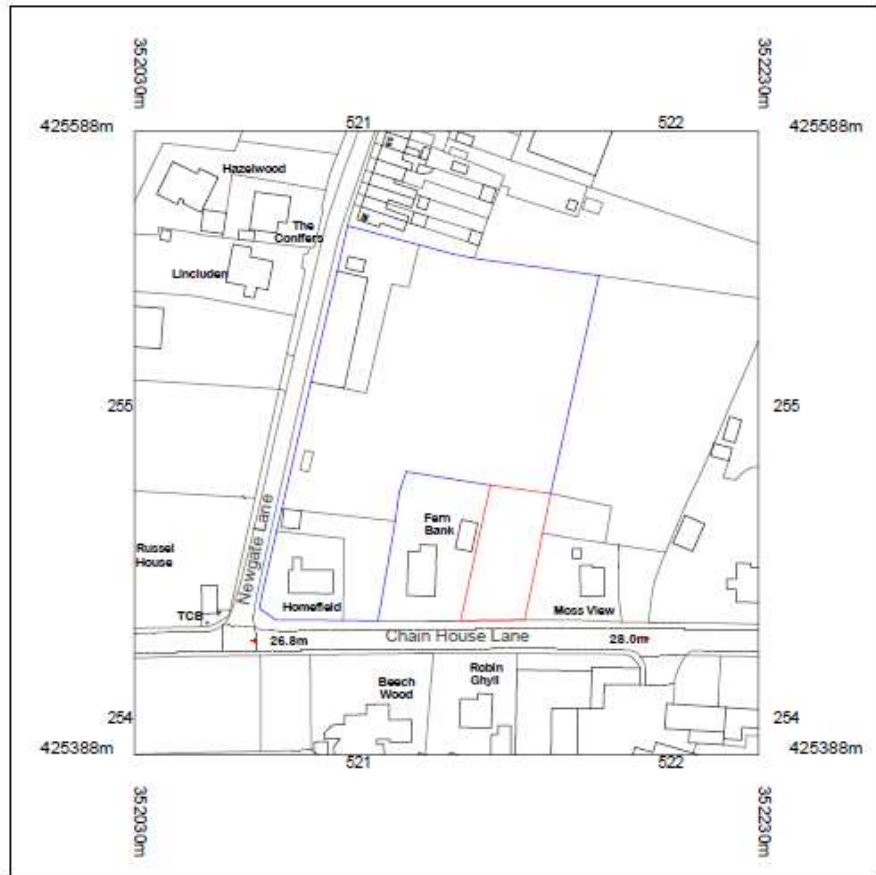 352030m
352230m
425588m
521
522
425588m
Hazelwood
The
Conifers
Lincluden
255
255
Newgate Lane
Fern
Bank
Russel
House
TCB
Homefield
Moss View
26.8m
Chain House Lane
28.0m
Beech
Wood
Robin
Ghyll
254
254
425388m
521
522
425388m
352030m
352230m